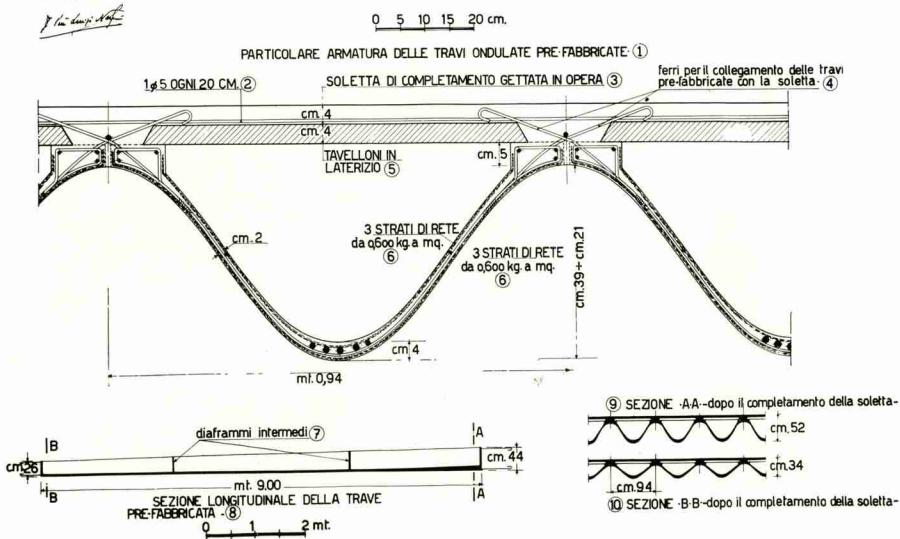 0 5 10 15 20 cm.
PARTICOLARE ARMATURA DELLE TRAVI ONDULATE PRE-FABBRICATE- ①
1⌀5 OGNI 20 CM. ②
SOLETTA DI COMPLETAMENTO GETTATA IN OPERA ③
ferri per il collegamento delle travi
pre-fabbricate con la soletta- ④
cm. 4
cm. 4
cm. 5
TAVELLONI IN
LATERIZIO ⑤
cm. 2
3 STRATI DI RETE
da 0,600 kg. a mq.
⑥
3 STRATI DI RETE
da 0,600 kg. a mq.
⑥
cm. 39 ÷ cm. 21
cm 4
mt. 0,94
B
diaframmi intermedi ⑦
A
cm. 26
cm. 44
mt. 9.00
B
A
SEZIONE LONGITUDINALE DELLA TRAVE
PRE-FABBRICATA - ⑧
0 1 2 mt.
⑨ SEZIONE -A-A--dopo il completamento della soletta-
cm. 52
cm. 34
cm. 94
⑩ SEZIONE -B-B--dopo il completamento della soletta-